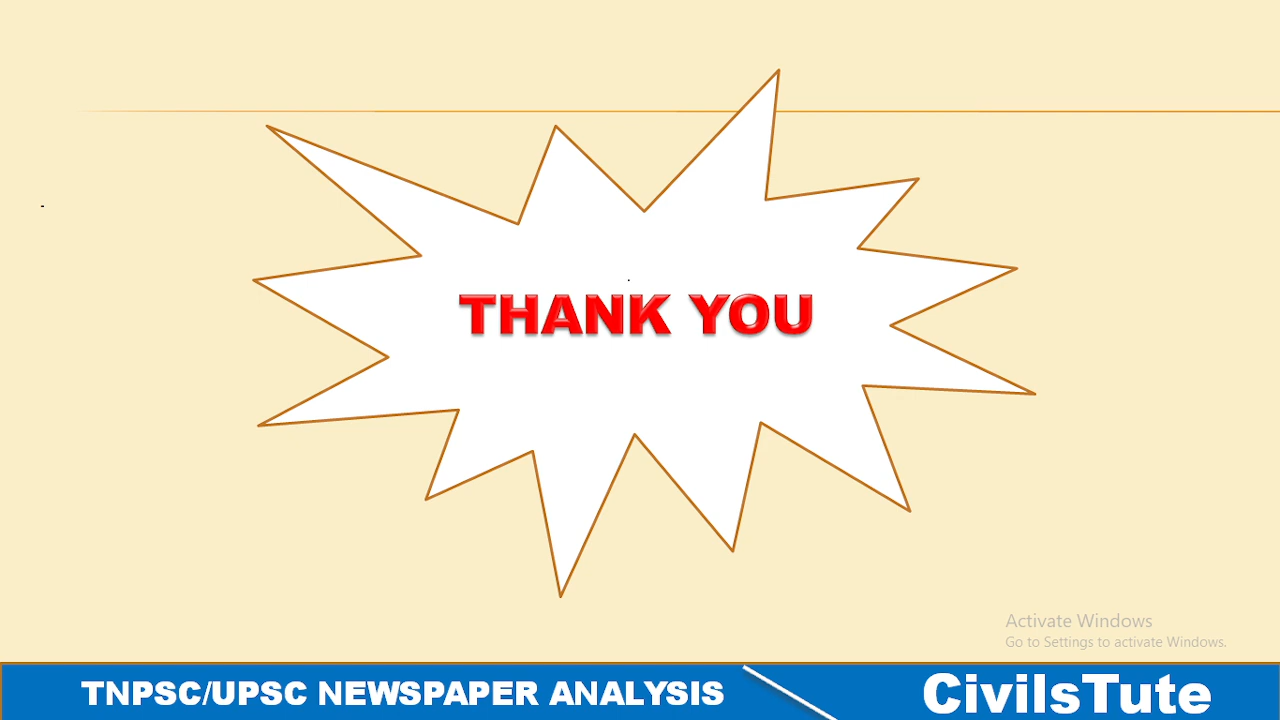 THANK YOU
Activate Windows
Go to Settings to activate Windows.
TNPSC/UPSC NEWSPAPER ANALYSIS
CivilsTute